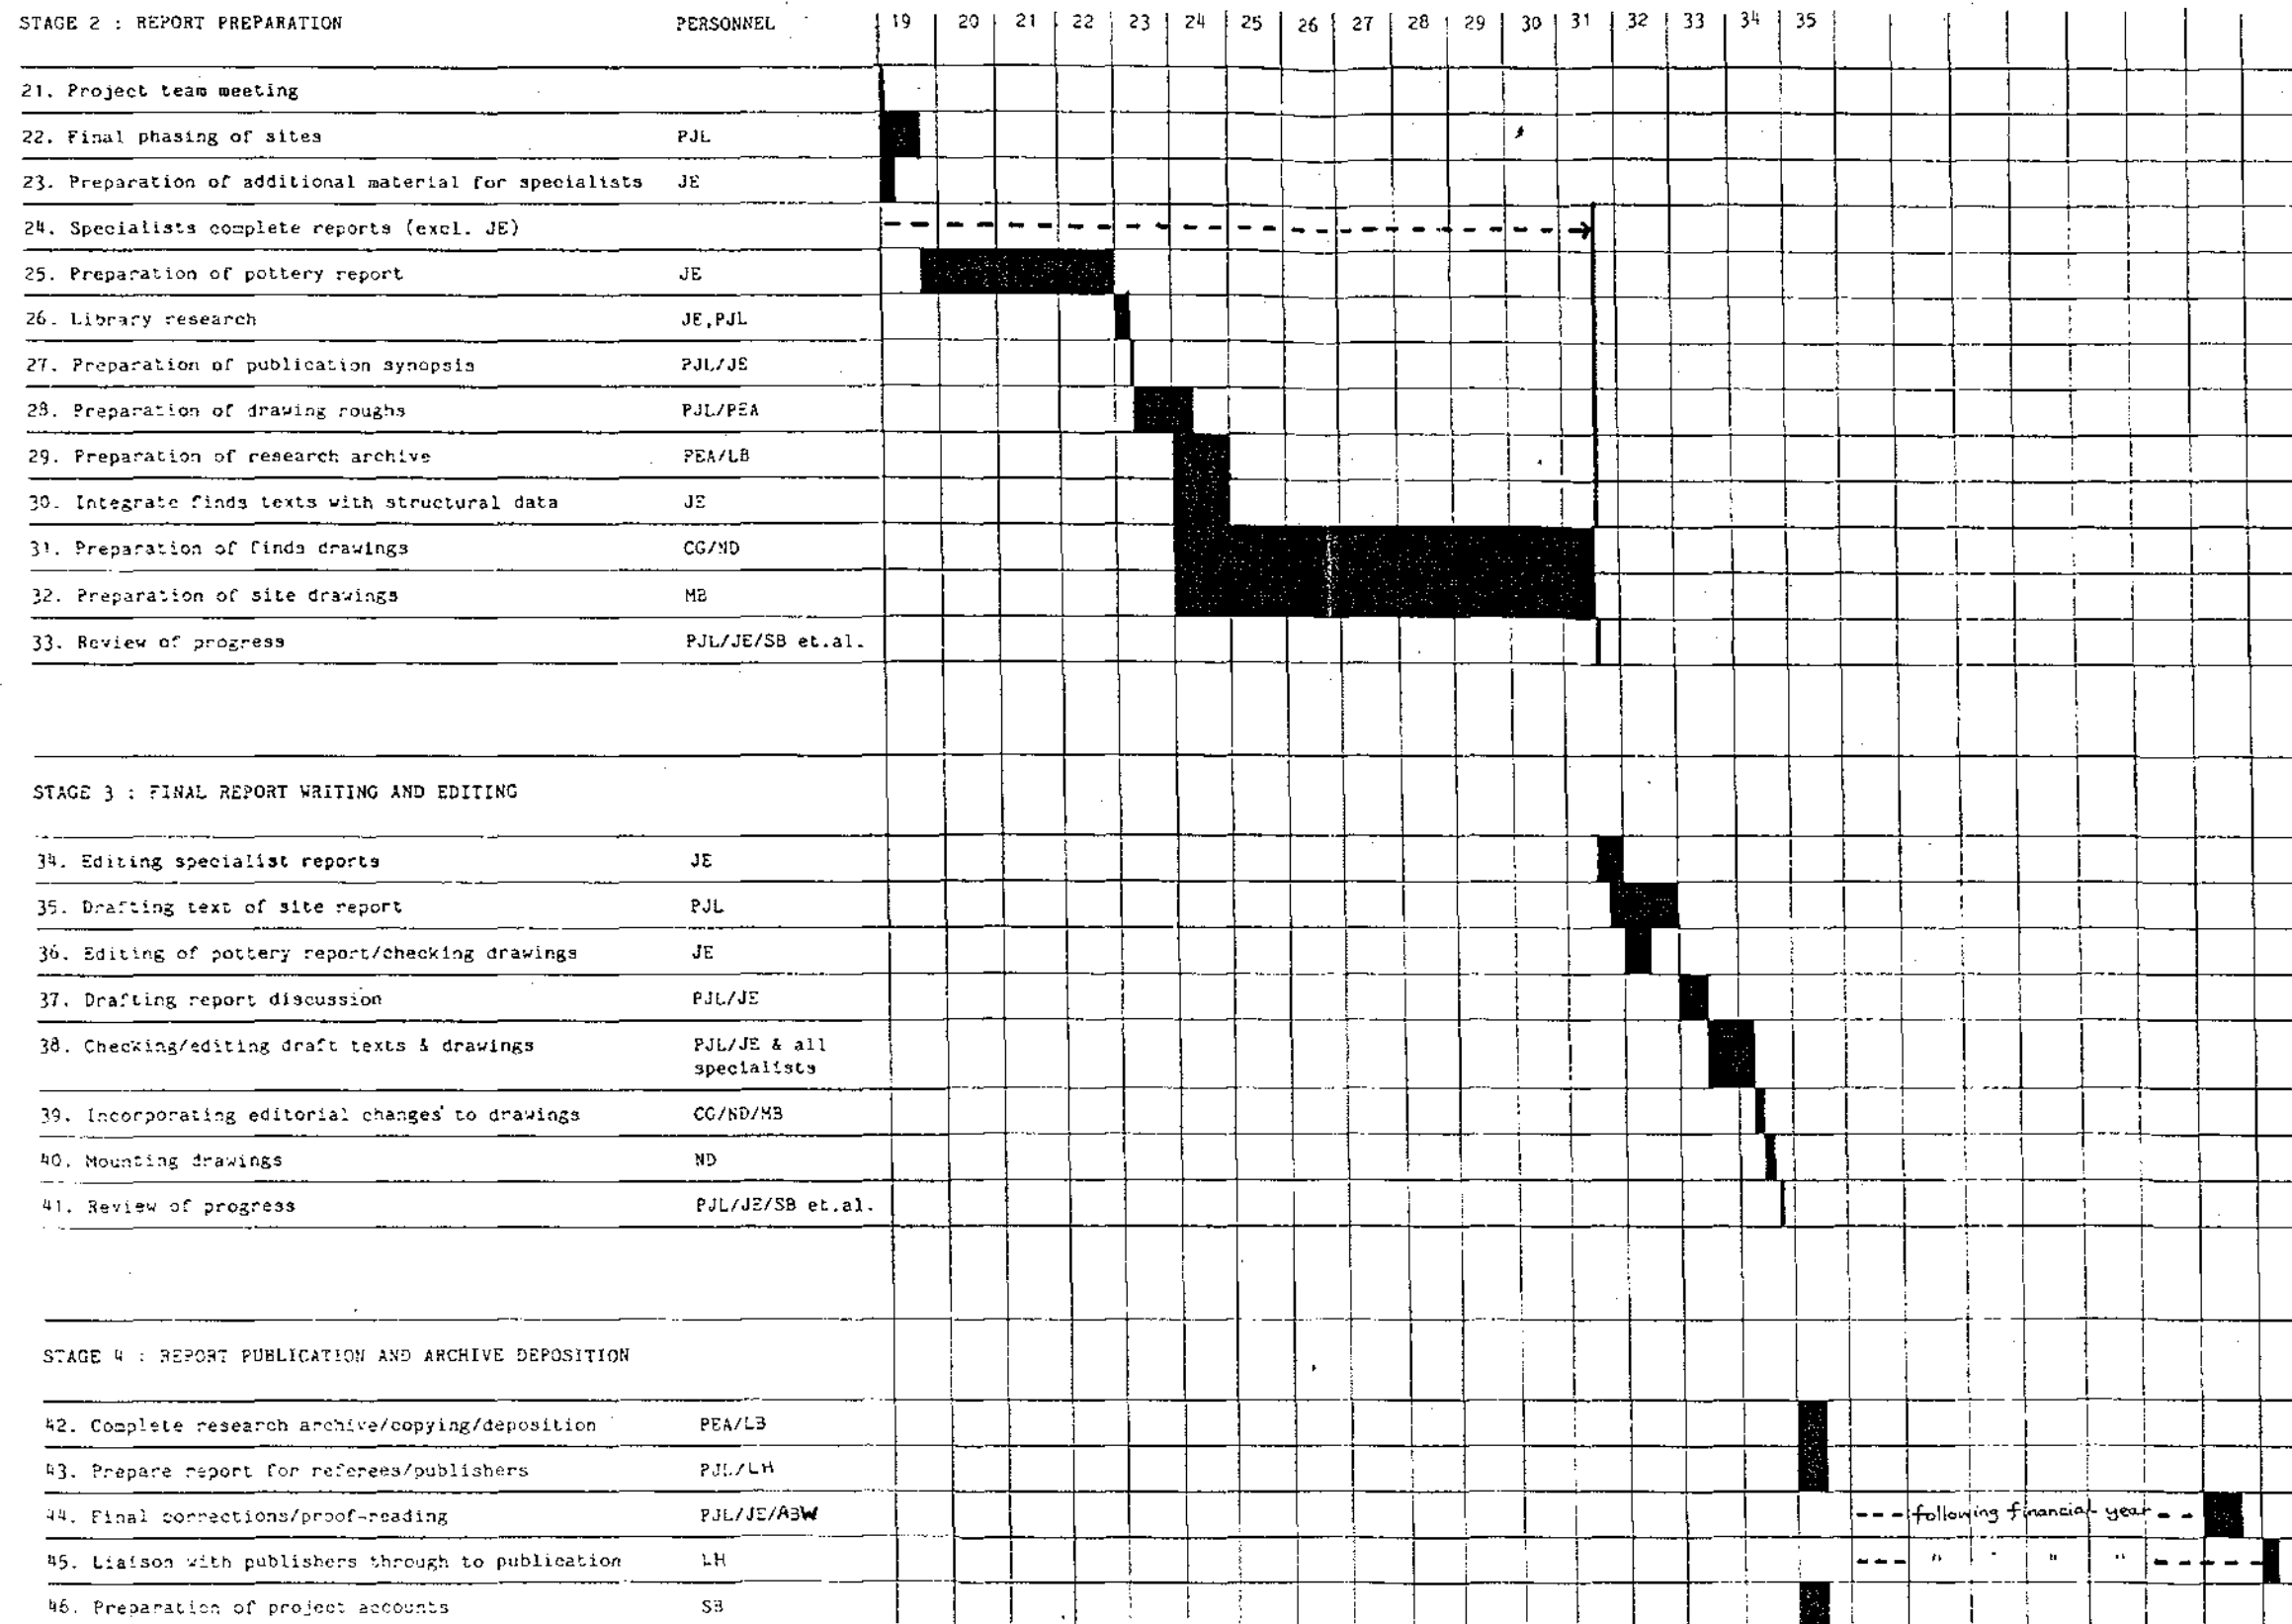 STAGE 2 : REPORT PREPARATION PERSONNEL 19 20 21 22 23 24 25 26 27 28 29 30 31 32 33 34 35
21. Project team meeting
22. Final phasing of sites PJL
23. Preparation of additional material for specialists JE
24. Specialists complete reports (excl. JE)
25. Preparation of pottery report JE
26. Library research JE,PJL
27. Preparation of publication synopsis PJL/JE
28. Preparation of drawing roughs PJL/PEA
29. Preparation of research archive PEA/LB
30. Integrate finds texts with structural data JE
31. Preparation of finds drawings CG/ND
32. Preparation of site drawings MB
33. Review of progress PJL/JE/SB et.al.
STAGE 3 : FINAL REPORT WRITING AND EDITING
34. Editing specialist reports JE
35. Drafting text of site report PJL
36. Editing of pottery report/checking drawings JE
37. Drafting report discussion PJL/JE
38. Checking/editing draft texts & drawings PJL/JE & all
specialists
39. Incorporating editorial changes to drawings CG/ND/MB
40. Mounting drawings ND
41. Review of progress PJL/JE/SB et.al.
STAGE 4 : REPORT PUBLICATION AND ARCHIVE DEPOSITION
42. Complete research archive/copying/deposition PEA/LB
43. Prepare report for referees/publishers PJL/LH
44. Final corrections/proof-reading PJL/JE/ABW following financial year
45. Liaison with publishers through to publication LH " " " "
46. Preparation of project accounts SB